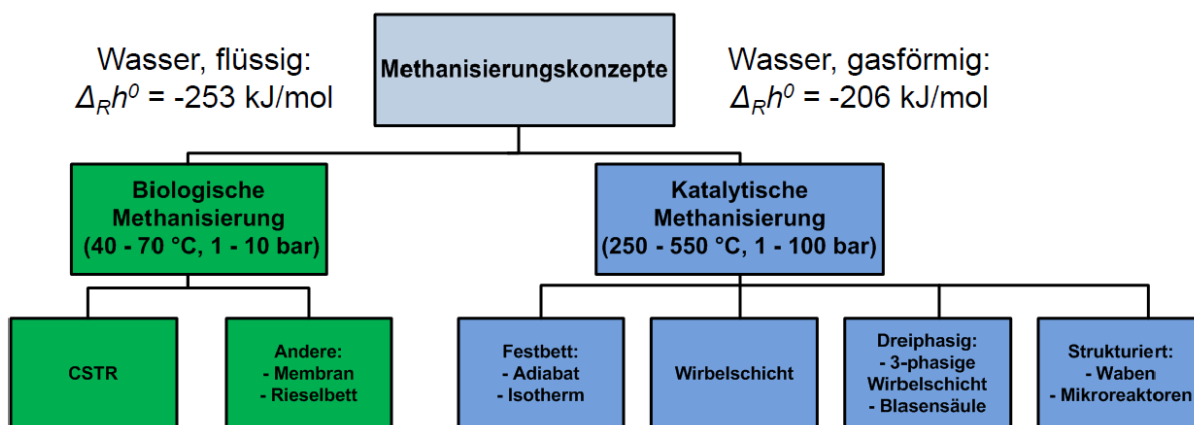 Wasser, flüssig:
Δ_Rh⁰ = -253 kJ/mol
Methanisierungskonzepte
Wasser, gasförmig:
Δ_Rh⁰ = -206 kJ/mol
Biologische
Methanisierung
(40 - 70 °C, 1 - 10 bar)
Katalytische
Methanisierung
(250 - 550 °C, 1 - 100 bar)
CSTR
Andere:
- Membran
- Rieselbett
Festbett:
- Adiabat
- Isotherm
Wirbelschicht
Dreiphasig:
- 3-phasige
Wirbelschicht
- Blasensäule
Strukturiert:
- Waben
- Mikroreaktoren